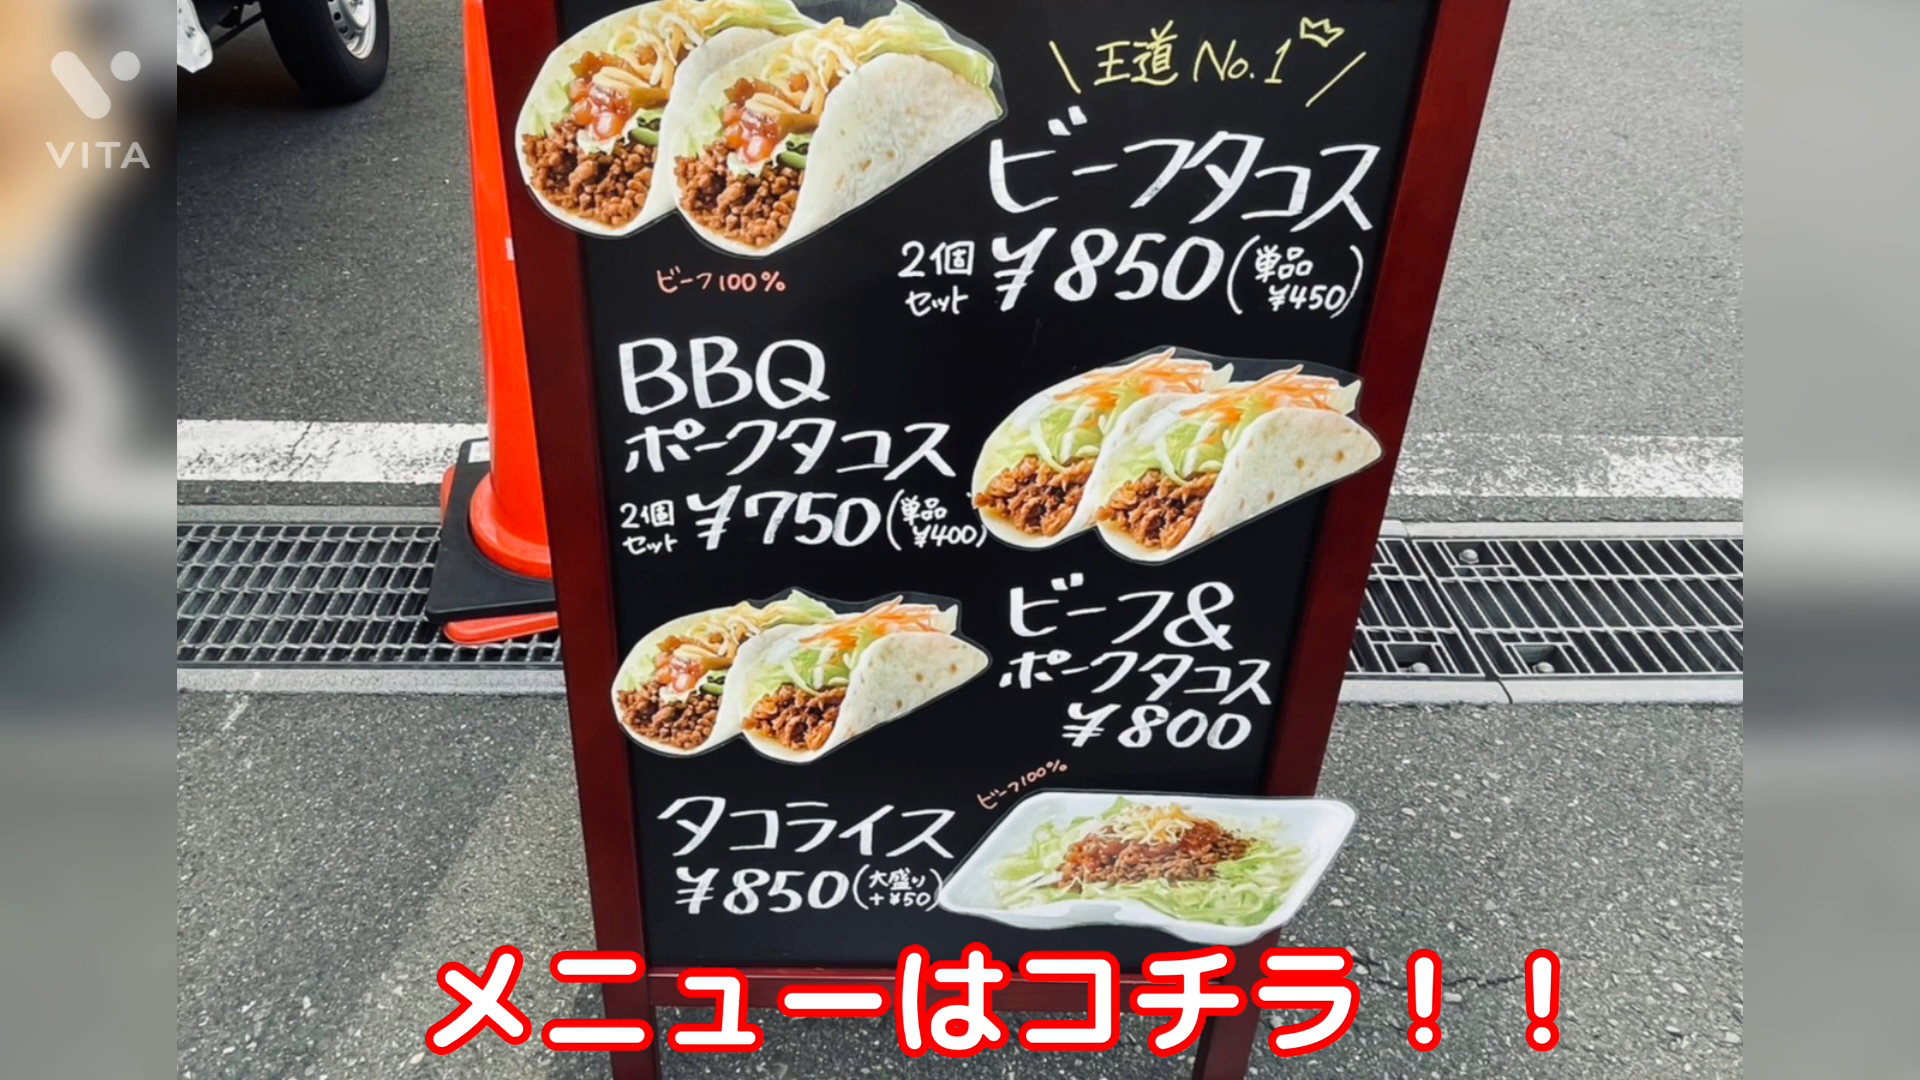 VITA
王道 No.1
ビーフタコス
2個セット ¥850 (単品 ¥450)
ビーフ100%
BBQ
ポークタコス
2個セット ¥750 (単品 ¥400)
ビーフ&
ポークタコス
¥800
ビーフ100%
タコライス
¥850 (大盛り +¥50)
メニューはコチラ！！